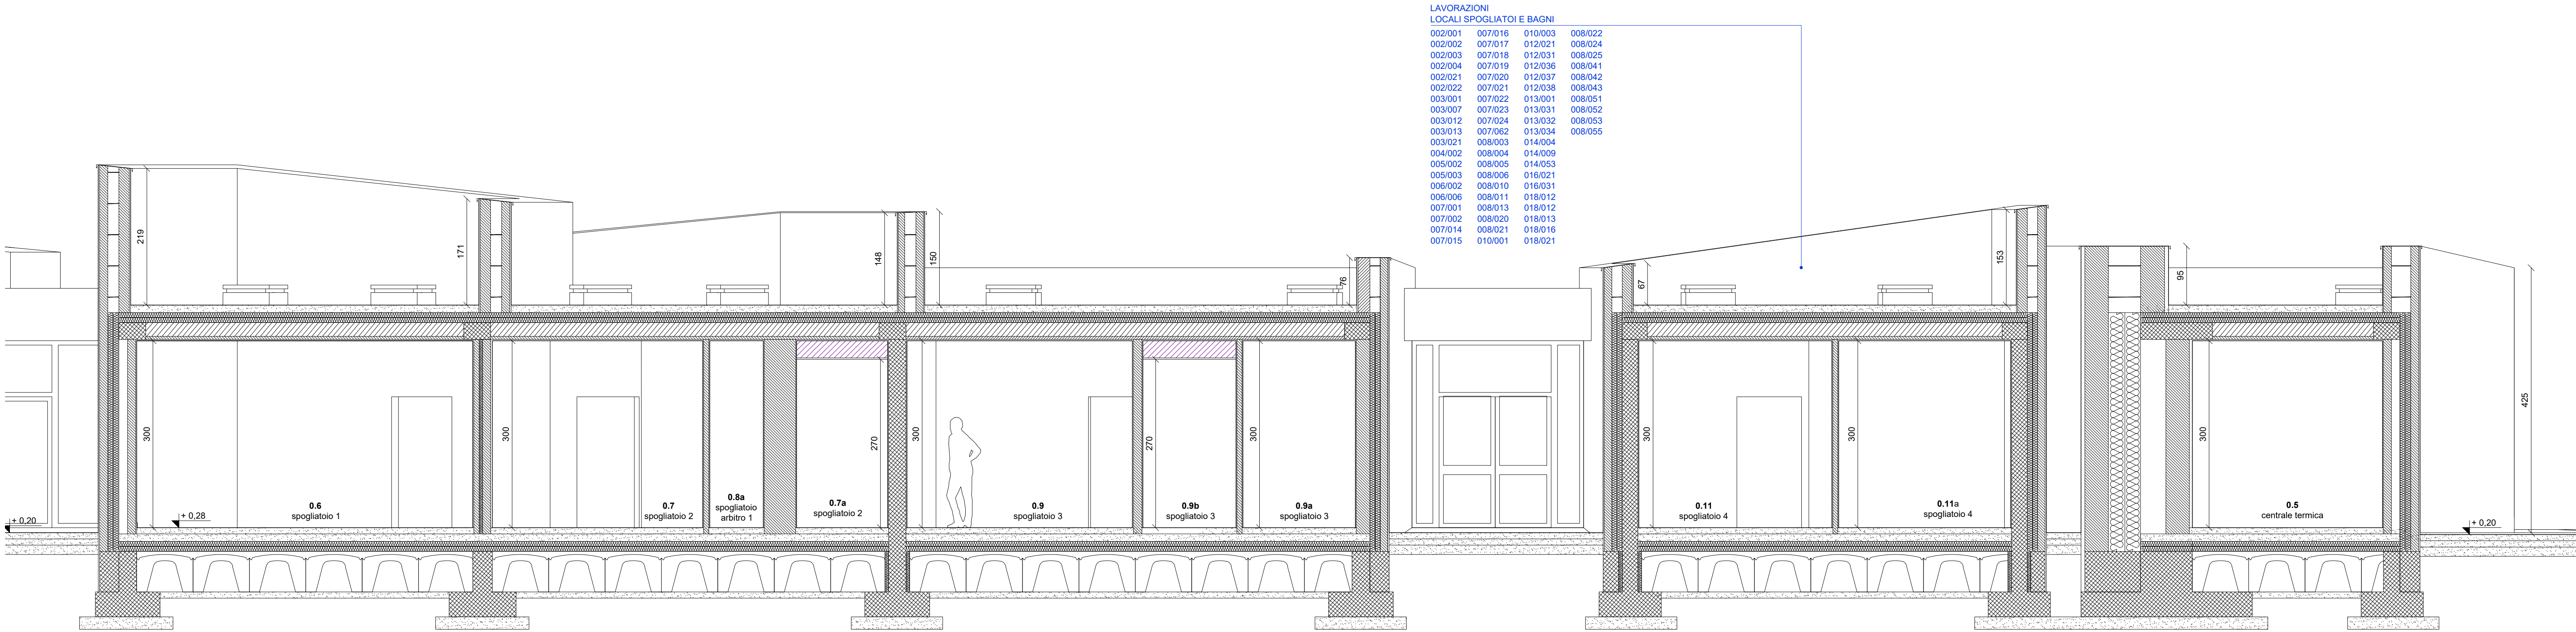 LAVORAZIONI
LOCALI SPOGLIATOI E BAGNI
002/001 007/016 010/003 008/022
002/002 007/017 012/021 008/024
002/003 007/018 012/031 008/025
002/004 007/019 012/036 008/041
002/021 007/020 012/037 008/042
002/022 007/021 012/038 008/043
003/001 007/022 013/001 008/051
003/007 007/023 013/031 008/052
003/012 007/024 013/032 008/053
003/013 007/062 013/034 008/055
003/021 008/003 014/004
004/002 008/004 014/009
005/002 008/005 014/053
005/003 008/006 016/021
006/002 008/010 016/031
006/006 008/011 018/012
007/001 008/013 018/012
007/002 008/020 018/013
007/014 008/021 018/016
007/015 010/001 018/021
219
171
148
150
76
67
153
95
425
300
300
270
300
270
300
300
300
300
+ 0,20
+ 0,28
0.6
spogliatoio 1
0.7
spogliatoio 2
0.8a
spogliatoio
arbitro 1
0.7a
spogliatoio 2
0.9
spogliatoio 3
0.9b
spogliatoio 3
0.9a
spogliatoio 3
0.11
spogliatoio 4
0.11a
spogliatoio 4
0.5
centrale termica
+ 0,20